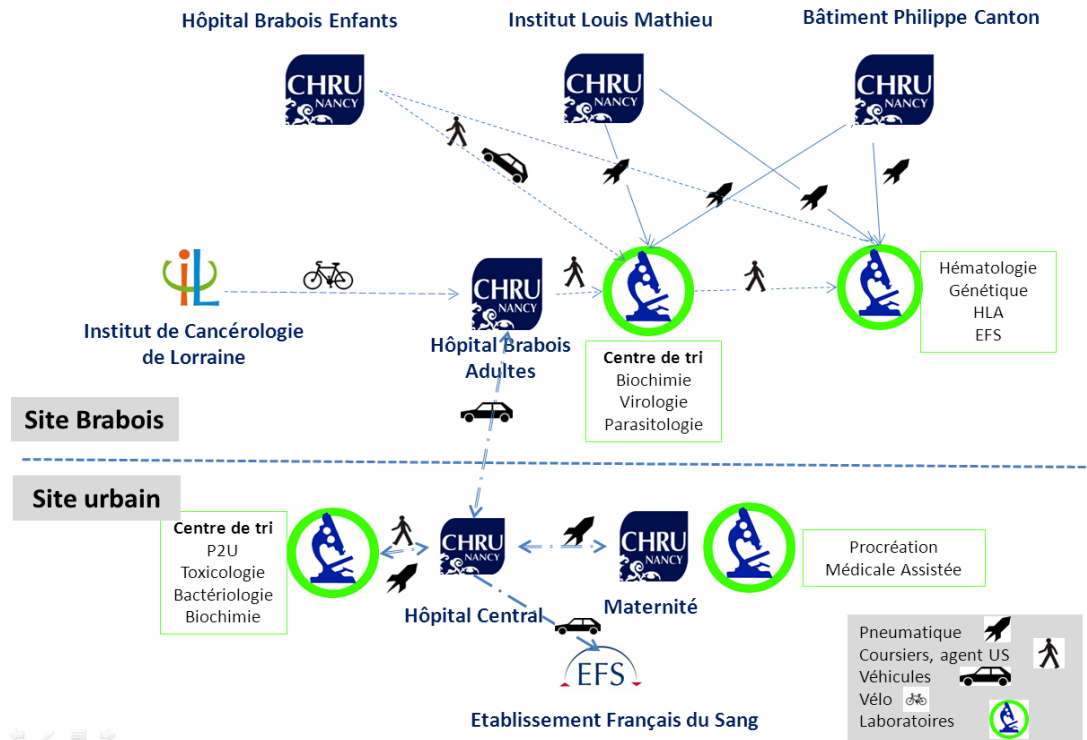 Hôpital Brabois Enfants
Institut Louis Mathieu
Bâtiment Philippe Canton
CHRU
NANCY
CHRU
NANCY
CHRU
NANCY
iL
Institut de Cancérologie
de Lorraine
CHRU
NANCY
Hôpital Brabois
Adultes
Centre de tri
Biochimie
Virologie
Parasitologie
Hématologie
Génétique
HLA
EFS
Site Brabois
Site urbain
Centre de tri
P2U
Toxicologie
Bactériologie
Biochimie
CHRU
NANCY
Hôpital Central
CHRU
NANCY
Maternité
Procréation
Médicale Assistée
EFS
Etablissement Français du Sang
Pneumatique
Coursiers, agent US
Véhicules
Vélo
Laboratoires